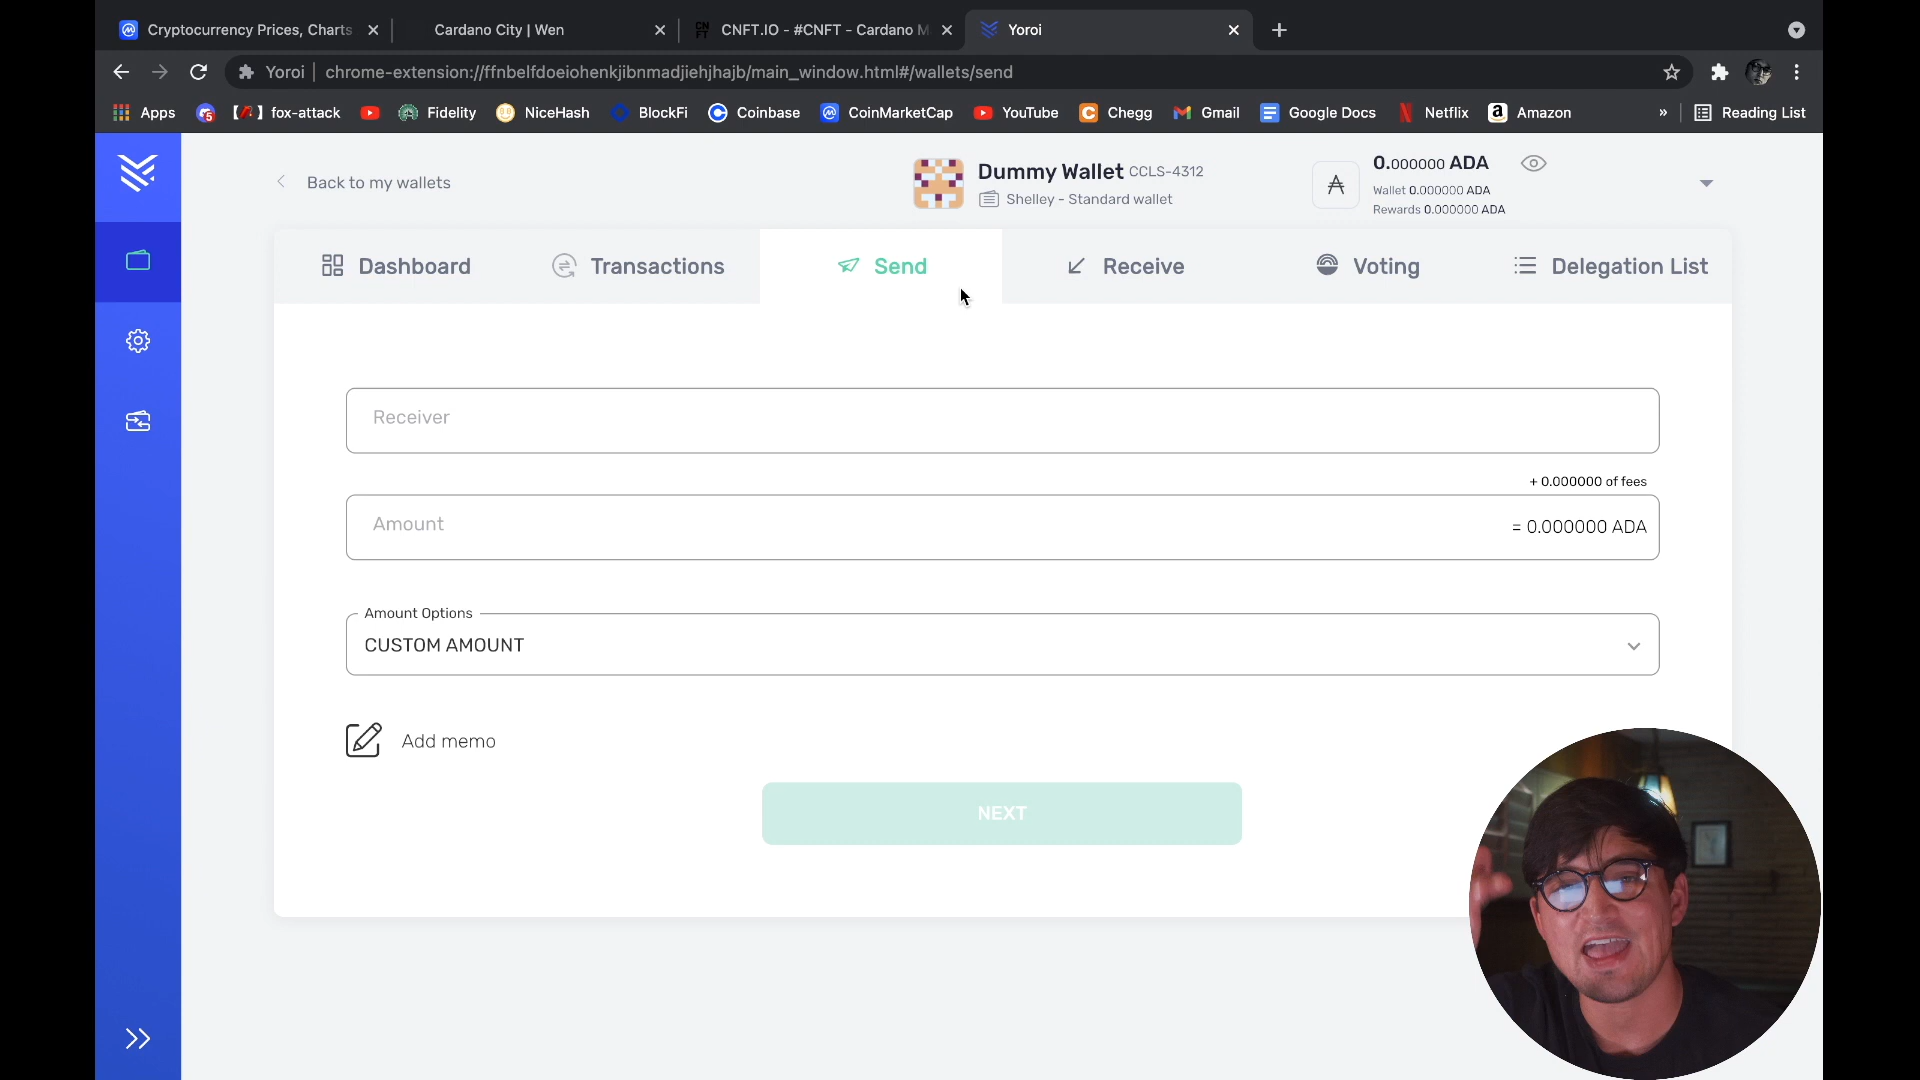 Cryptocurrency Prices, Charts
Cardano City | Wen
CNFT
CNFT.IO - #CNFT - Cardano M
Yoroi
Yoroi
chrome-extension://ffnbelfdoeiohenkjibnmadjiehjhajb/main_window.html#/wallets/send
Apps
fox-attack
Fidelity
NiceHash
BlockFi
Coinbase
CoinMarketCap
YouTube
Chegg
Gmail
Google Docs
Netflix
Amazon
»
Reading List
Back to my wallets
Dummy Wallet CCLS-4312
Shelley - Standard wallet
0.000000 ADA
Wallet 0.000000 ADA
Rewards 0.000000 ADA
Dashboard
Transactions
Send
Receive
Voting
Delegation List
Receiver
+ 0.000000 of fees
Amount
= 0.000000 ADA
Amount Options
CUSTOM AMOUNT
Add memo
NEXT